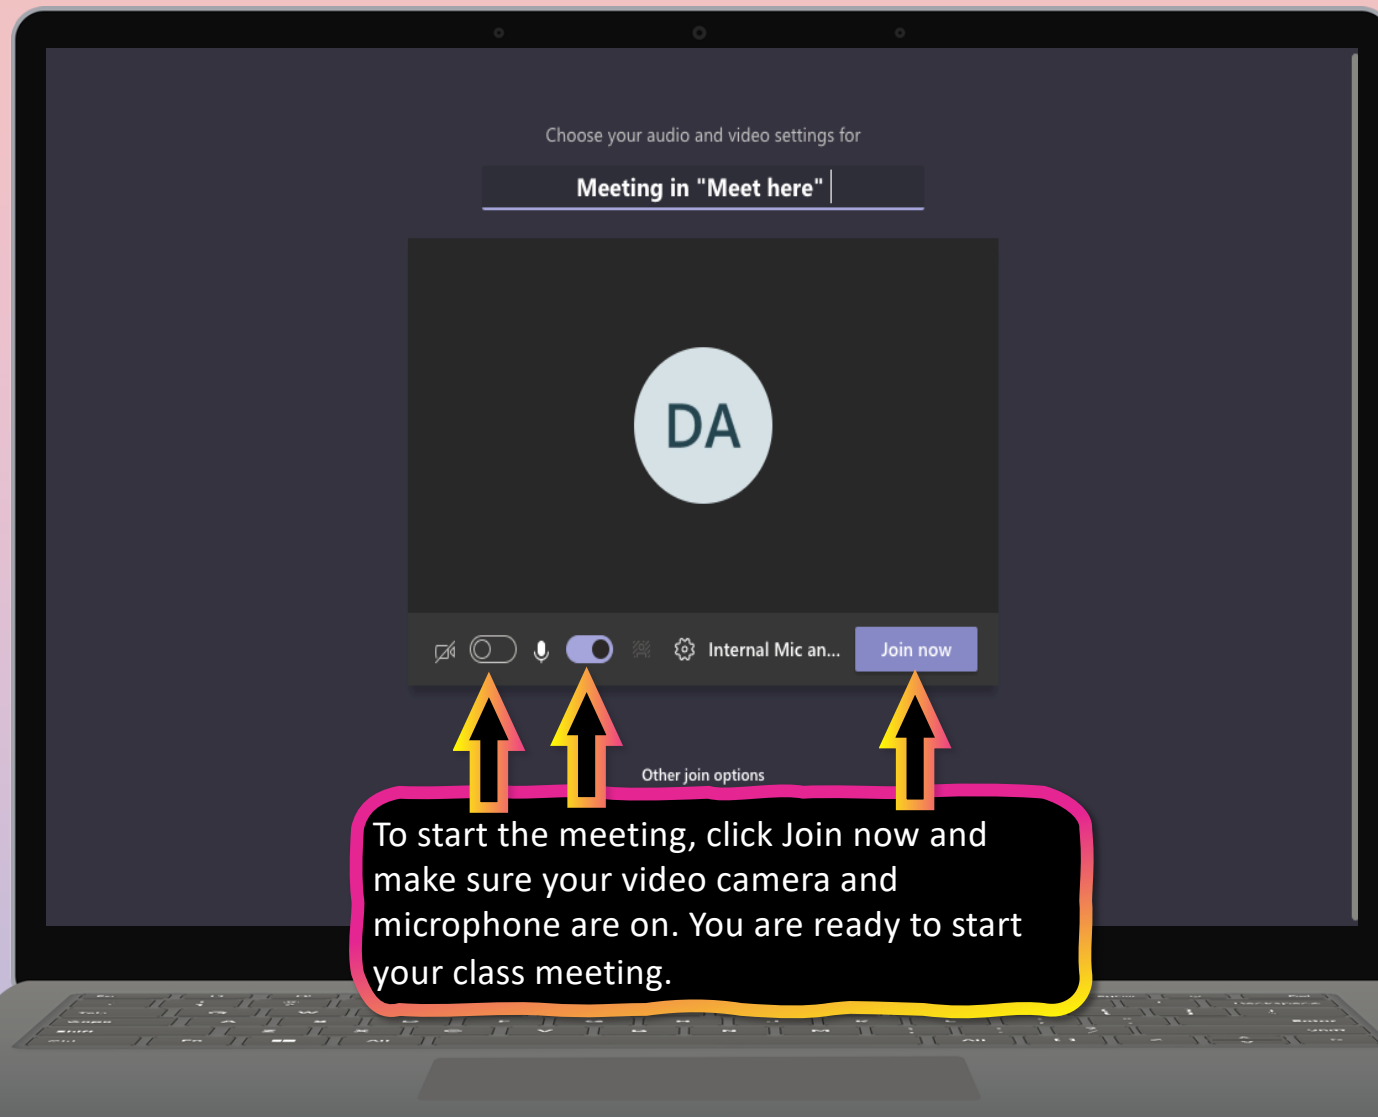 Choose your audio and video settings for
Meeting in "Meet here"
DA
Internal Mic an...
Join now
Other join options
To start the meeting, click Join now and
make sure your video camera and
microphone are on. You are ready to start
your class meeting.